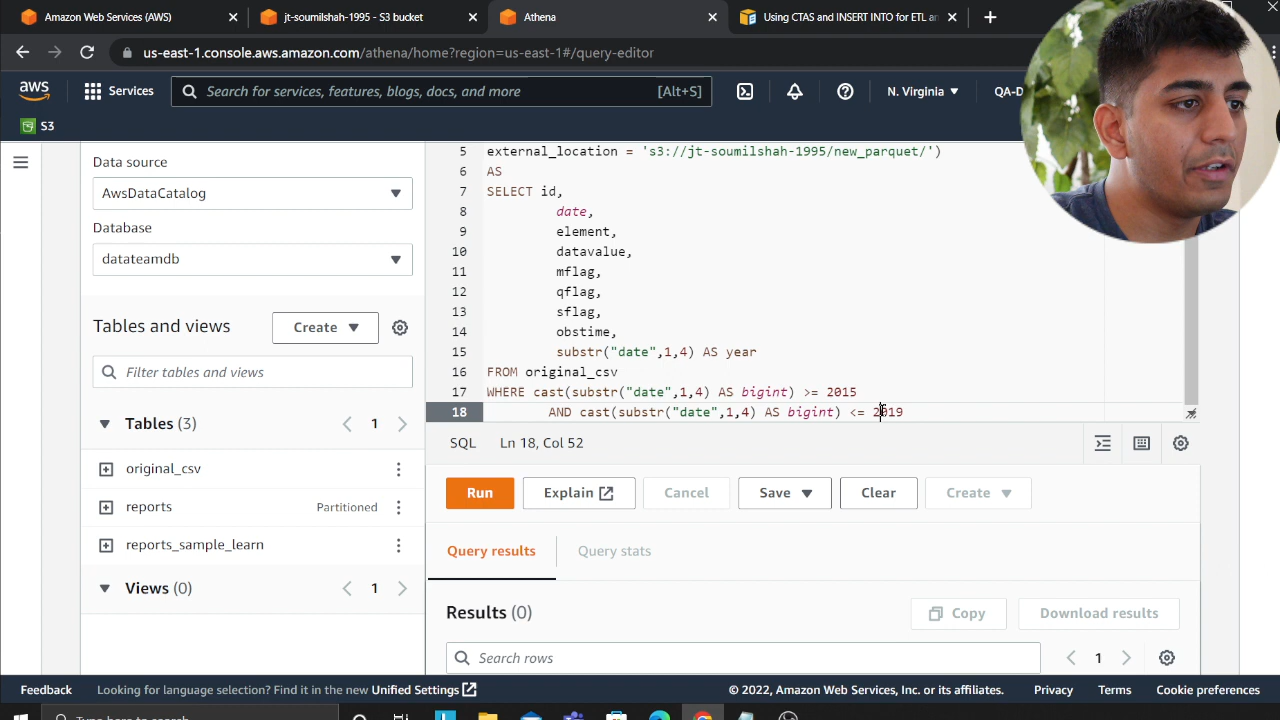 Amazon Web Services (AWS)
jt-soumilshah-1995 - S3 bucket
Athena
Using CTAS and INSERT INTO for ETL an
us-east-1.console.aws.amazon.com/athena/home?region=us-east-1#/query-editor
aws
Services
Search for services, features, blogs, docs, and more
[Alt+S]
N. Virginia
QA-D
S3
Data source
AwsDataCatalog
Database
datateamdb
Tables and views
Create
Filter tables and views
Tables (3)
1
original_csv
reports
Partitioned
reports_sample_learn
Views (0)
1
5 external_location = 's3://jt-soumilshah-1995/new_parquet/')
6 AS
7 SELECT id,
8 date,
9 element,
10 datavalue,
11 mflag,
12 qflag,
13 sflag,
14 obstime,
15 substr("date",1,4) AS year
16 FROM original_csv
17 WHERE cast(substr("date",1,4) AS bigint) >= 2015
18 AND cast(substr("date",1,4) AS bigint) <= 2019
SQL
Ln 18, Col 52
Run
Explain
Cancel
Save
Clear
Create
Query results
Query stats
Results (0)
Copy
Download results
Search rows
1
Feedback
Looking for language selection? Find it in the new Unified Settings
© 2022, Amazon Web Services, Inc. or its affiliates.
Privacy
Terms
Cookie preferences
Type here to search